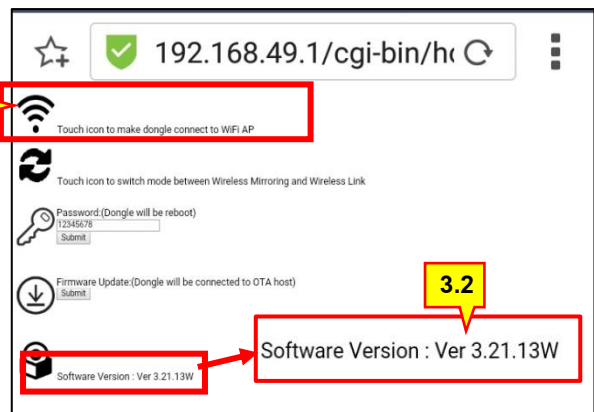 192.168.49.1/cgi-bin/h
Touch icon to make dongle connect to WiFi AP
Touch icon to switch mode between Wireless Mirroring and Wireless Link
Password:(Dongle will be reboot)
12345678
Submit
Firmware Update:(Dongle will be connected to OTA host)
Submit
3.2
Software Version : Ver 3.21.13W
Software Version : Ver 3.21.13W